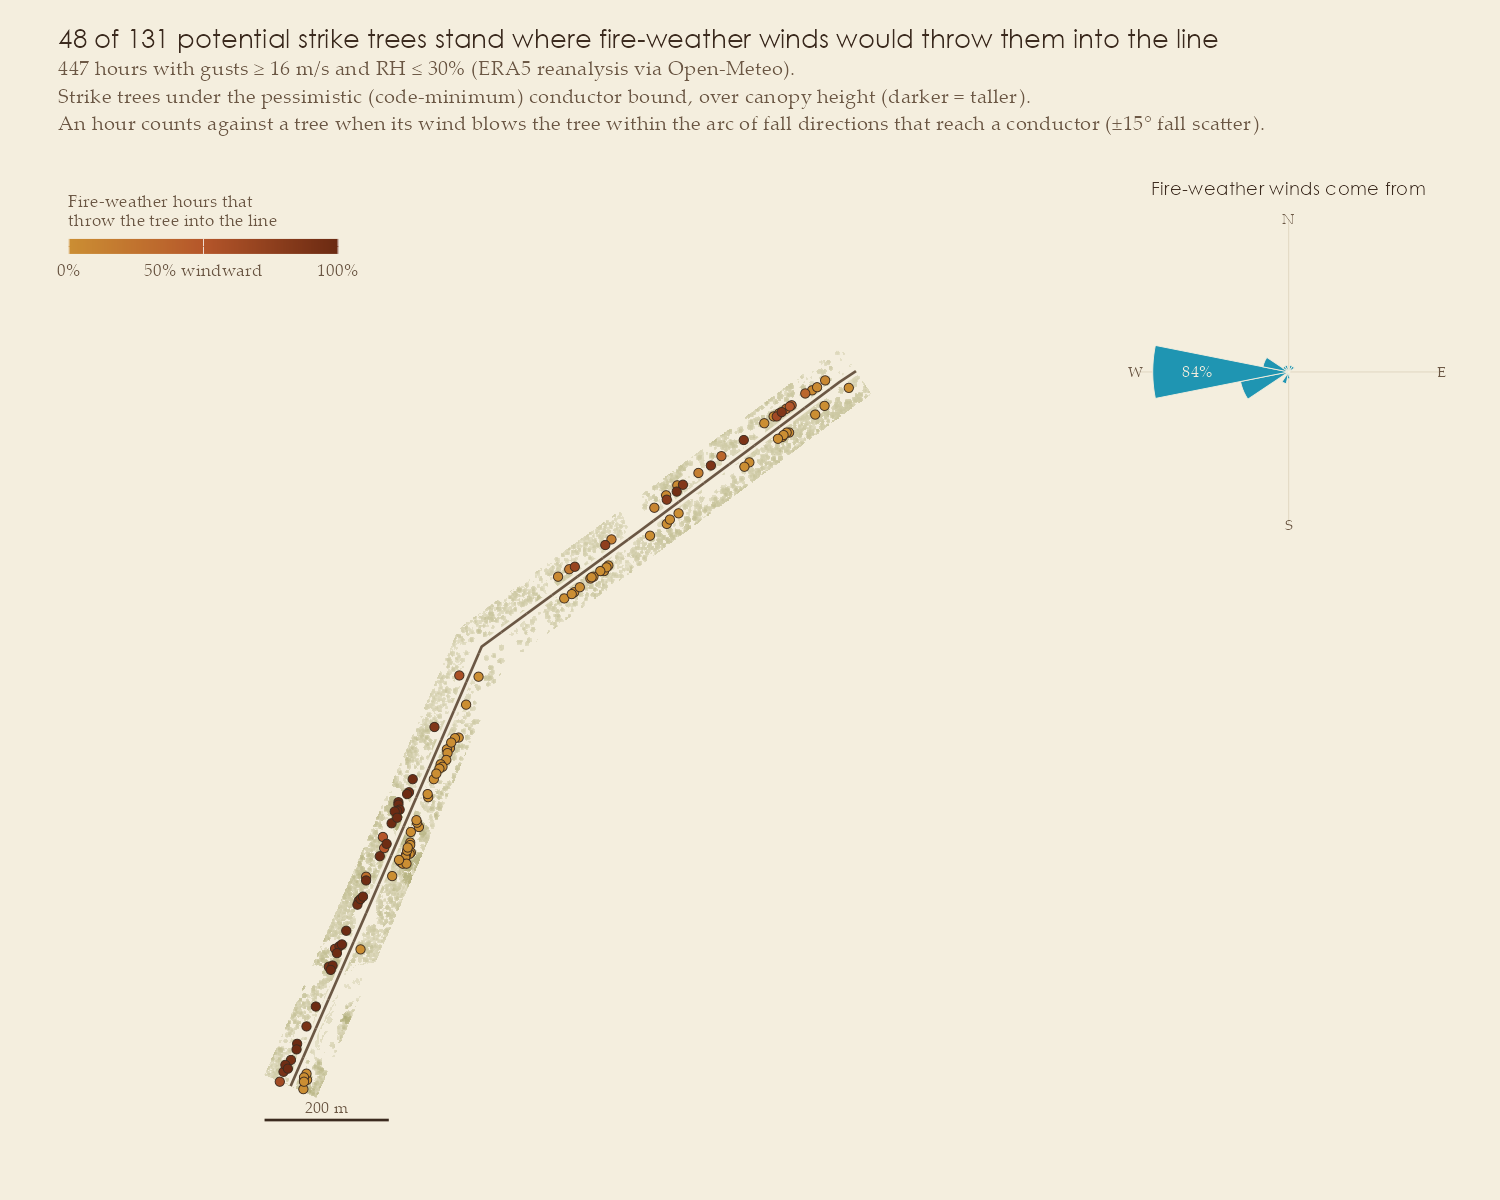 48 of 131 potential strike trees stand where fire-weather winds would throw them into the line
447 hours with gusts ≥ 16 m/s and RH ≤ 30% (ERA5 reanalysis via Open-Meteo).
Strike trees under the pessimistic (code-minimum) conductor bound, over canopy height (darker = taller).
An hour counts against a tree when its wind blows the tree within the arc of fall directions that reach a conductor (±15° fall scatter).
Fire-weather hours that
throw the tree into the line
0% 50% windward 100%
Fire-weather winds come from
N
W 84% E
S
200 m